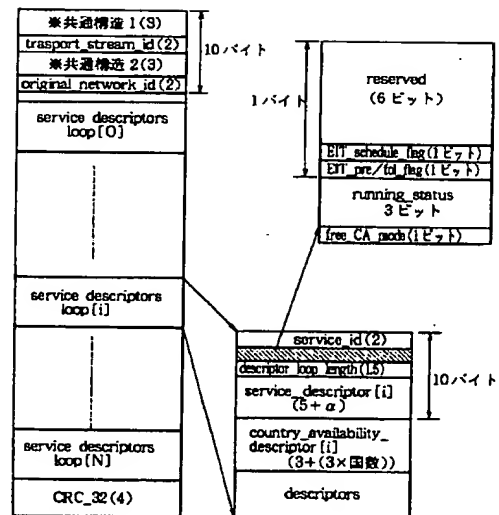 ※共通構造1(3)
trasport_stream_id(2)
※共通構造2(3)
original_network_id(2)
10バイト
service descriptors
loop[0]
service descriptors
loop[i]
service descriptors
loop[N]
CRC_32(4)
1バイト
reserved
(6ビット)
EIT_schedule_flag(1ビット)
EIT_pre/fol_flag(1ビット)
running_status
3ビット
free_CA_mode(1ビット)
service_id(2)
descriptor_loop_length(1.5)
service_descriptor[i]
(5+α)
10バイト
country_availability_
descriptor[i]
(3+(3×国数))
descriptors